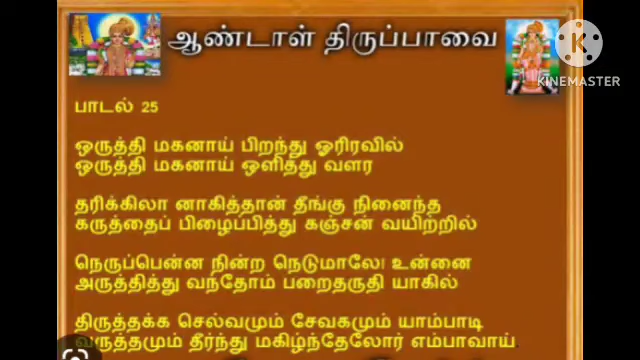 ஆண்டாள் திருப்பாவை
KINEMASTER
பாடல் 25
ஒருத்தி மகனாய் பிறந்து ஓரிரவில்
ஒருத்தி மகனாய் ஒளித்து வளர
தரிக்கிலா னாகித்தான் தீங்கு நினைந்த
கருத்தைப் பிழைப்பித்து கஞ்சன் வயிற்றில்
நெருப்பென்ன நின்ற நெடுமாலே! உன்னை
அருத்தித்து வந்தோம் பறைதருதி யாகில்
திருத்தக்க செல்வமும் சேவகமும் யாம்பாடி
வருத்தமும் தீர்ந்து மகிழ்ந்தேலோர் எம்பாவாய்.